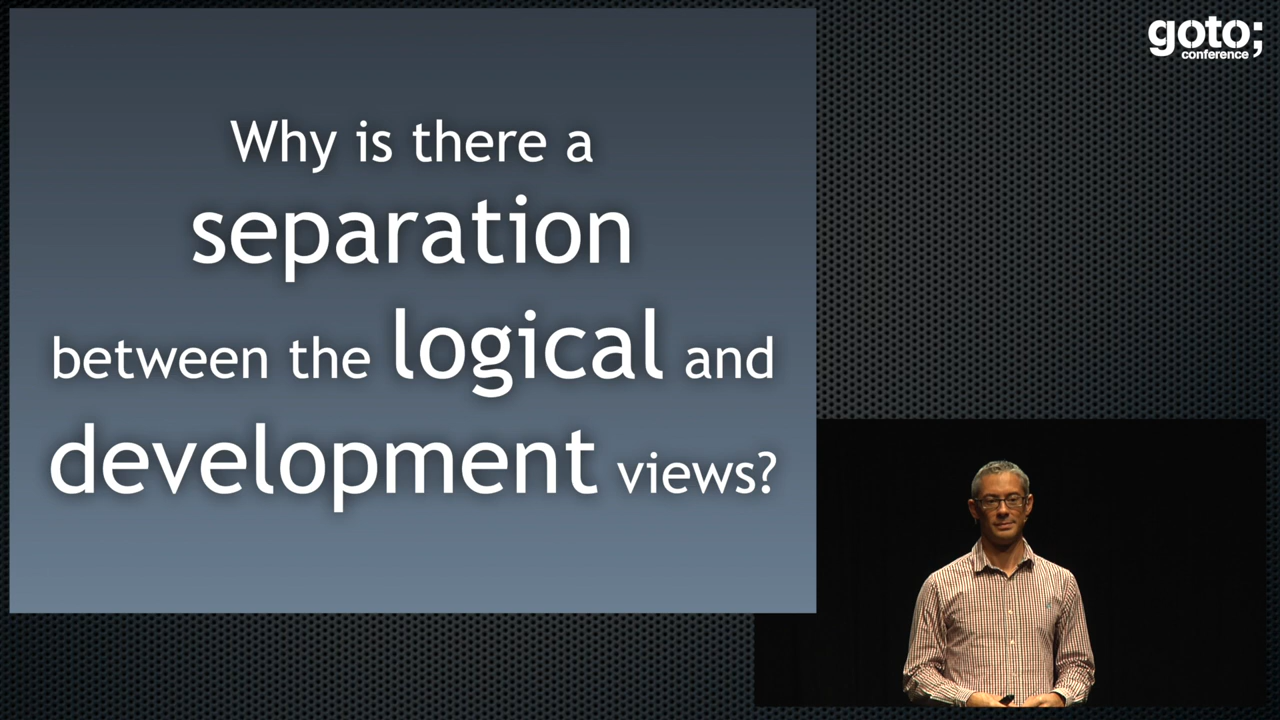 Why is there a
separation
between the logical and
development views?
goto;
conference